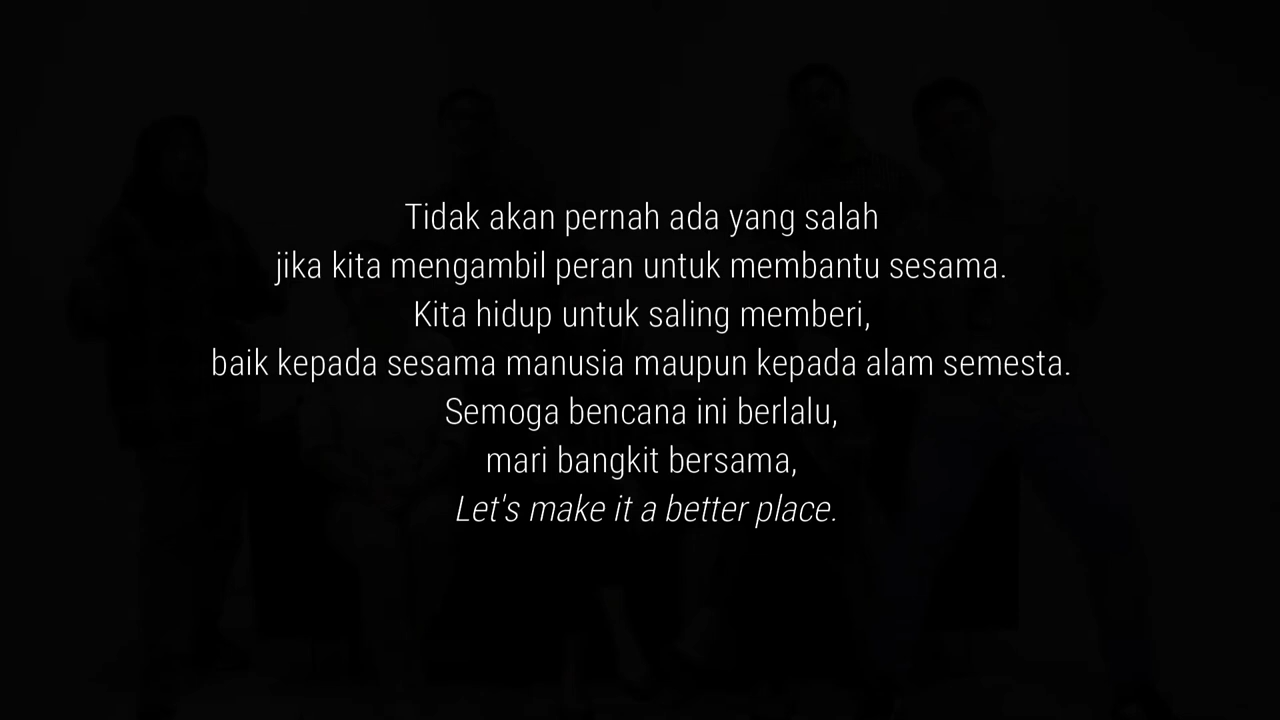 Tidak akan pernah ada yang salah
jika kita mengambil peran untuk membantu sesama.
Kita hidup untuk saling memberi,
baik kepada sesama manusia maupun kepada alam semesta.
Semoga bencana ini berlalu,
mari bangkit bersama,
Let's make it a better place.